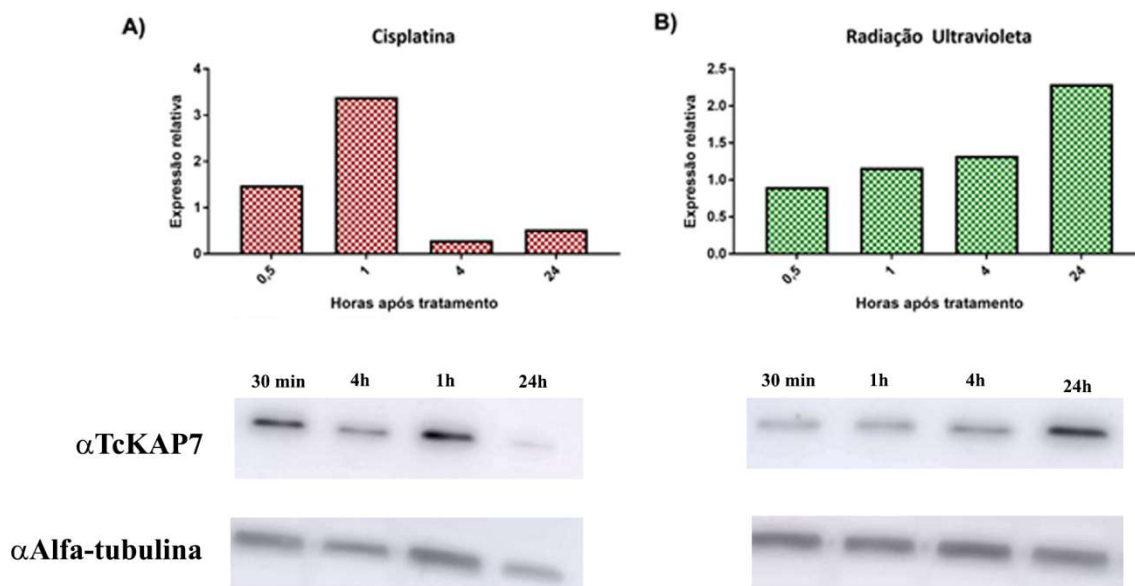 A)
Cisplatina
Expressão relativa
4
3
2
1
0
0,5
1
4
24
Horas após tratamento
B)
Radiação Ultravioleta
Expressão relativa
2.5
2.0
1.5
1.0
0.5
0.0
0,5
1
4
24
Horas após tratamento
30 min 4h 1h 24h
30 min 1h 4h 24h
αTcKAP7
αAlfa-tubulina